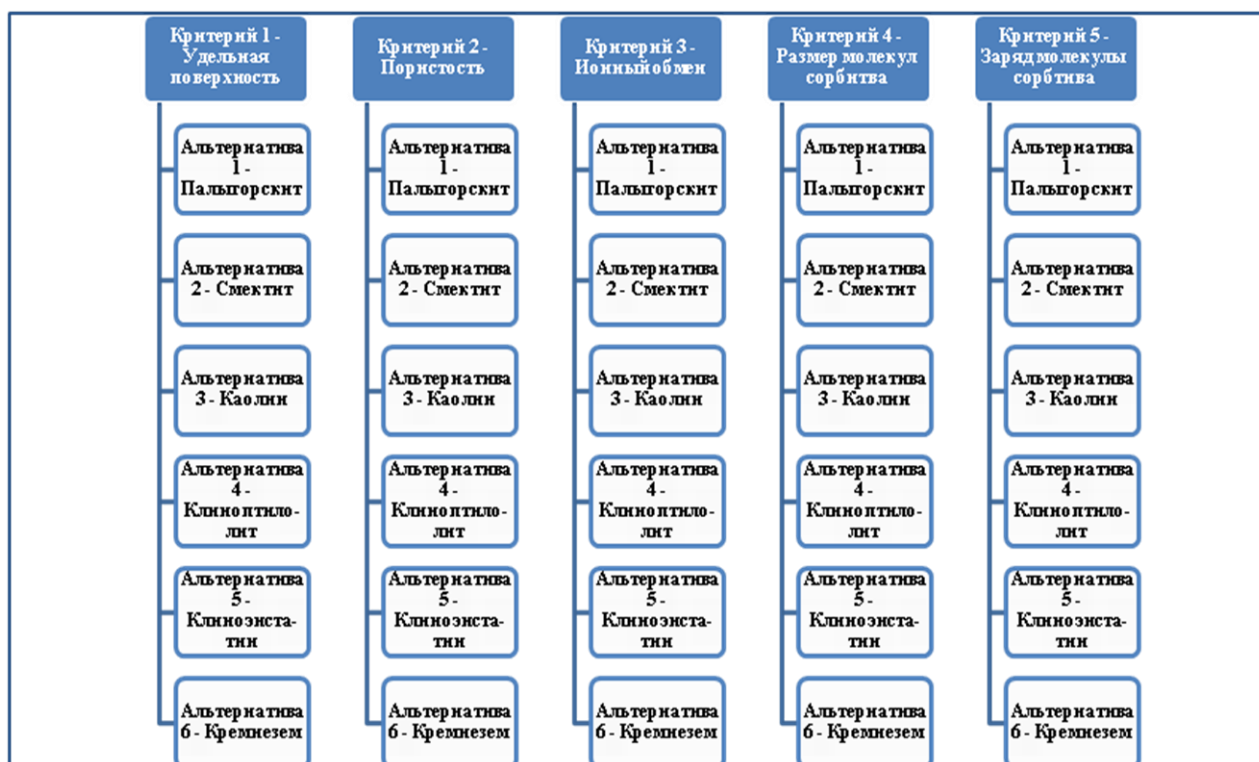 Критерий 1 -
Удельная
поверхность
Альтернатива
1 -
Палыгорскит
Альтернатива
2 - Смектит
Альтернатива
3 - Каолин
Альтернатива
4 -
Клиноптило-
лит
Альтернатива
5 -
Клиноэнста-
тин
Альтернатива
6 - Кремнезем
Критерий 2 -
Пористость
Альтернатива
1 -
Палыгорскит
Альтернатива
2 - Смектит
Альтернатива
3 - Каолин
Альтернатива
4 -
Клиноптило-
лит
Альтернатива
5 -
Клиноэнста-
тин
Альтернатива
6 - Кремнезем
Критерий 3 -
Ионный обмен
Альтернатива
1 -
Палыгорскит
Альтернатива
2 - Смектит
Альтернатива
3 - Каолин
Альтернатива
4 -
Клиноптило-
лит
Альтернатива
5 -
Клиноэнста-
тин
Альтернатива
6 - Кремнезем
Критерий 4 -
Размер молекул
сорбитва
Альтернатива
1 -
Палыгорскит
Альтернатива
2 - Смектит
Альтернатива
3 - Каолин
Альтернатива
4 -
Клиноптило-
лит
Альтернатива
5 -
Клиноэнста-
тин
Альтернатива
6 - Кремнезем
Критерий 5 -
Заряд молекулы
сорбтива
Альтернатива
1 -
Палыгорскит
Альтернатива
2 - Смектит
Альтернатива
3 - Каолин
Альтернатива
4 -
Клиноптило-
лит
Альтернатива
5 -
Клиноэнста-
тин
Альтернатива
6 - Кремнезем